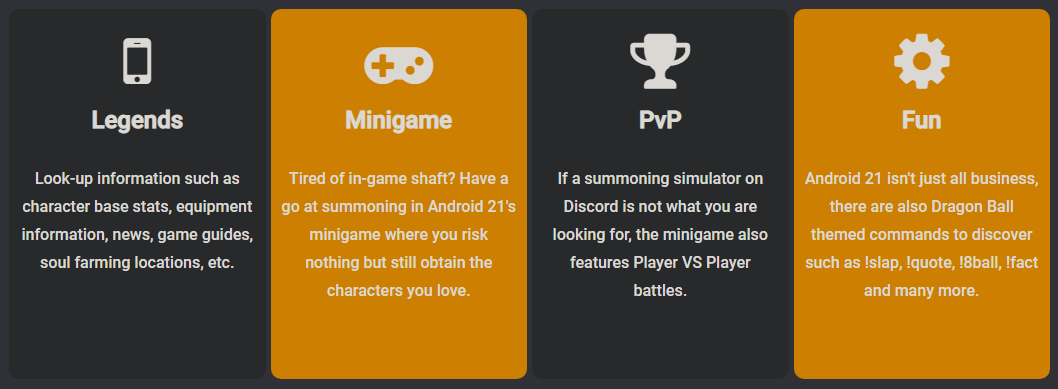 Legends
Look-up information such as
character base stats, equipment
information, news, game guides,
soul farming locations, etc.
Minigame
Tired of in-game shaft? Have a
go at summoning in Android 21's
minigame where you risk
nothing but still obtain the
characters you love.
PvP
If a summoning simulator on
Discord is not what you are
looking for, the minigame also
features Player VS Player
battles.
Fun
Android 21 isn't just all business,
there are also Dragon Ball
themed commands to discover
such as !slap, !quote, !8ball, !fact
and many more.